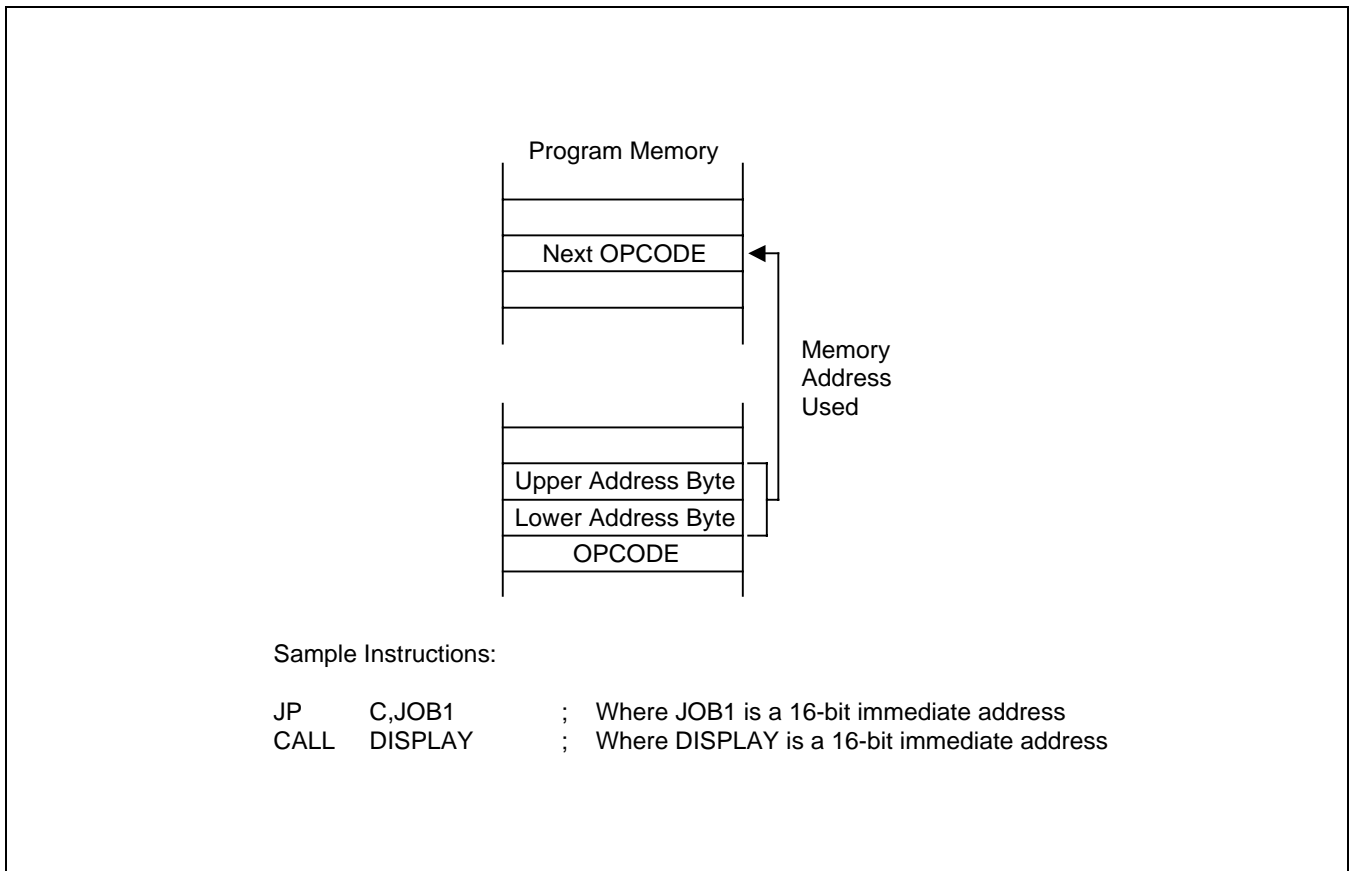 Program Memory
Next OPCODE
Memory
Address
Used
Upper Address Byte
Lower Address Byte
OPCODE
Sample Instructions:
JP C,JOB1 ; Where JOB1 is a 16-bit immediate address
CALL DISPLAY ; Where DISPLAY is a 16-bit immediate address